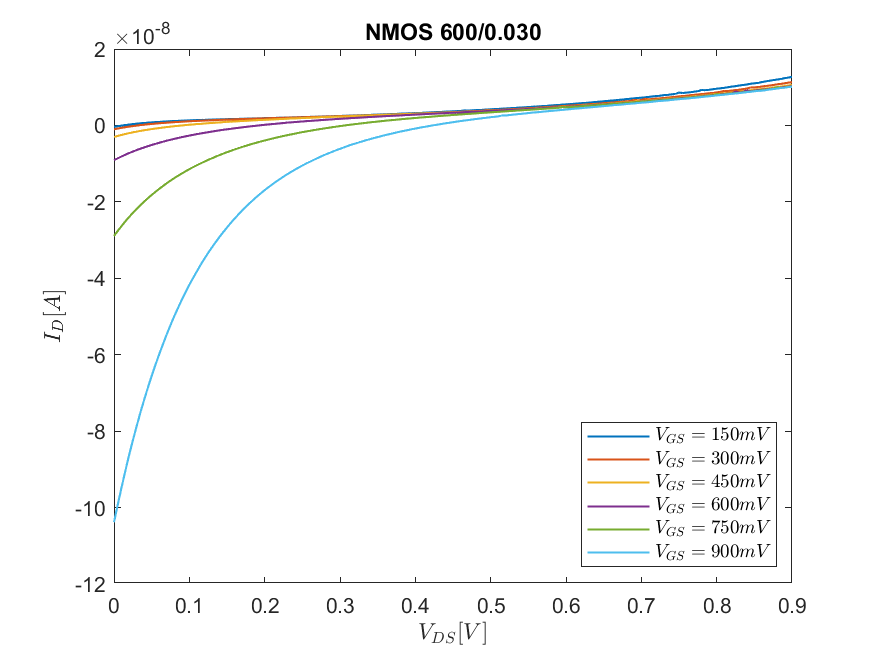 NMOS 600/0.030
×10-8
2
0
-2
-4
-6
-8
-10
-12
I_D[A]
0 0.1 0.2 0.3 0.4 0.5 0.6 0.7 0.8 0.9
V_DS[V]
V_GS = 150mV
V_GS = 300mV
V_GS = 450mV
V_GS = 600mV
V_GS = 750mV
V_GS = 900mV